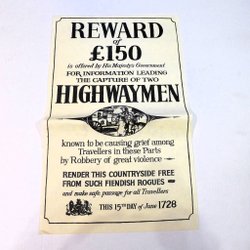 REWARD
of
£150
is offered by His Majesty's Government
FOR INFORMATION LEADING
THE CAPTURE OF TWO
HIGHWAYMEN
known to be causing grief among
Travellers in these Parts
by Robbery of great violence
RENDER THIS COUNTRYSIDE FREE
FROM SUCH FIENDISH ROGUES
and make safe passage for all Travellers
THIS 15TH DAY of June 1728